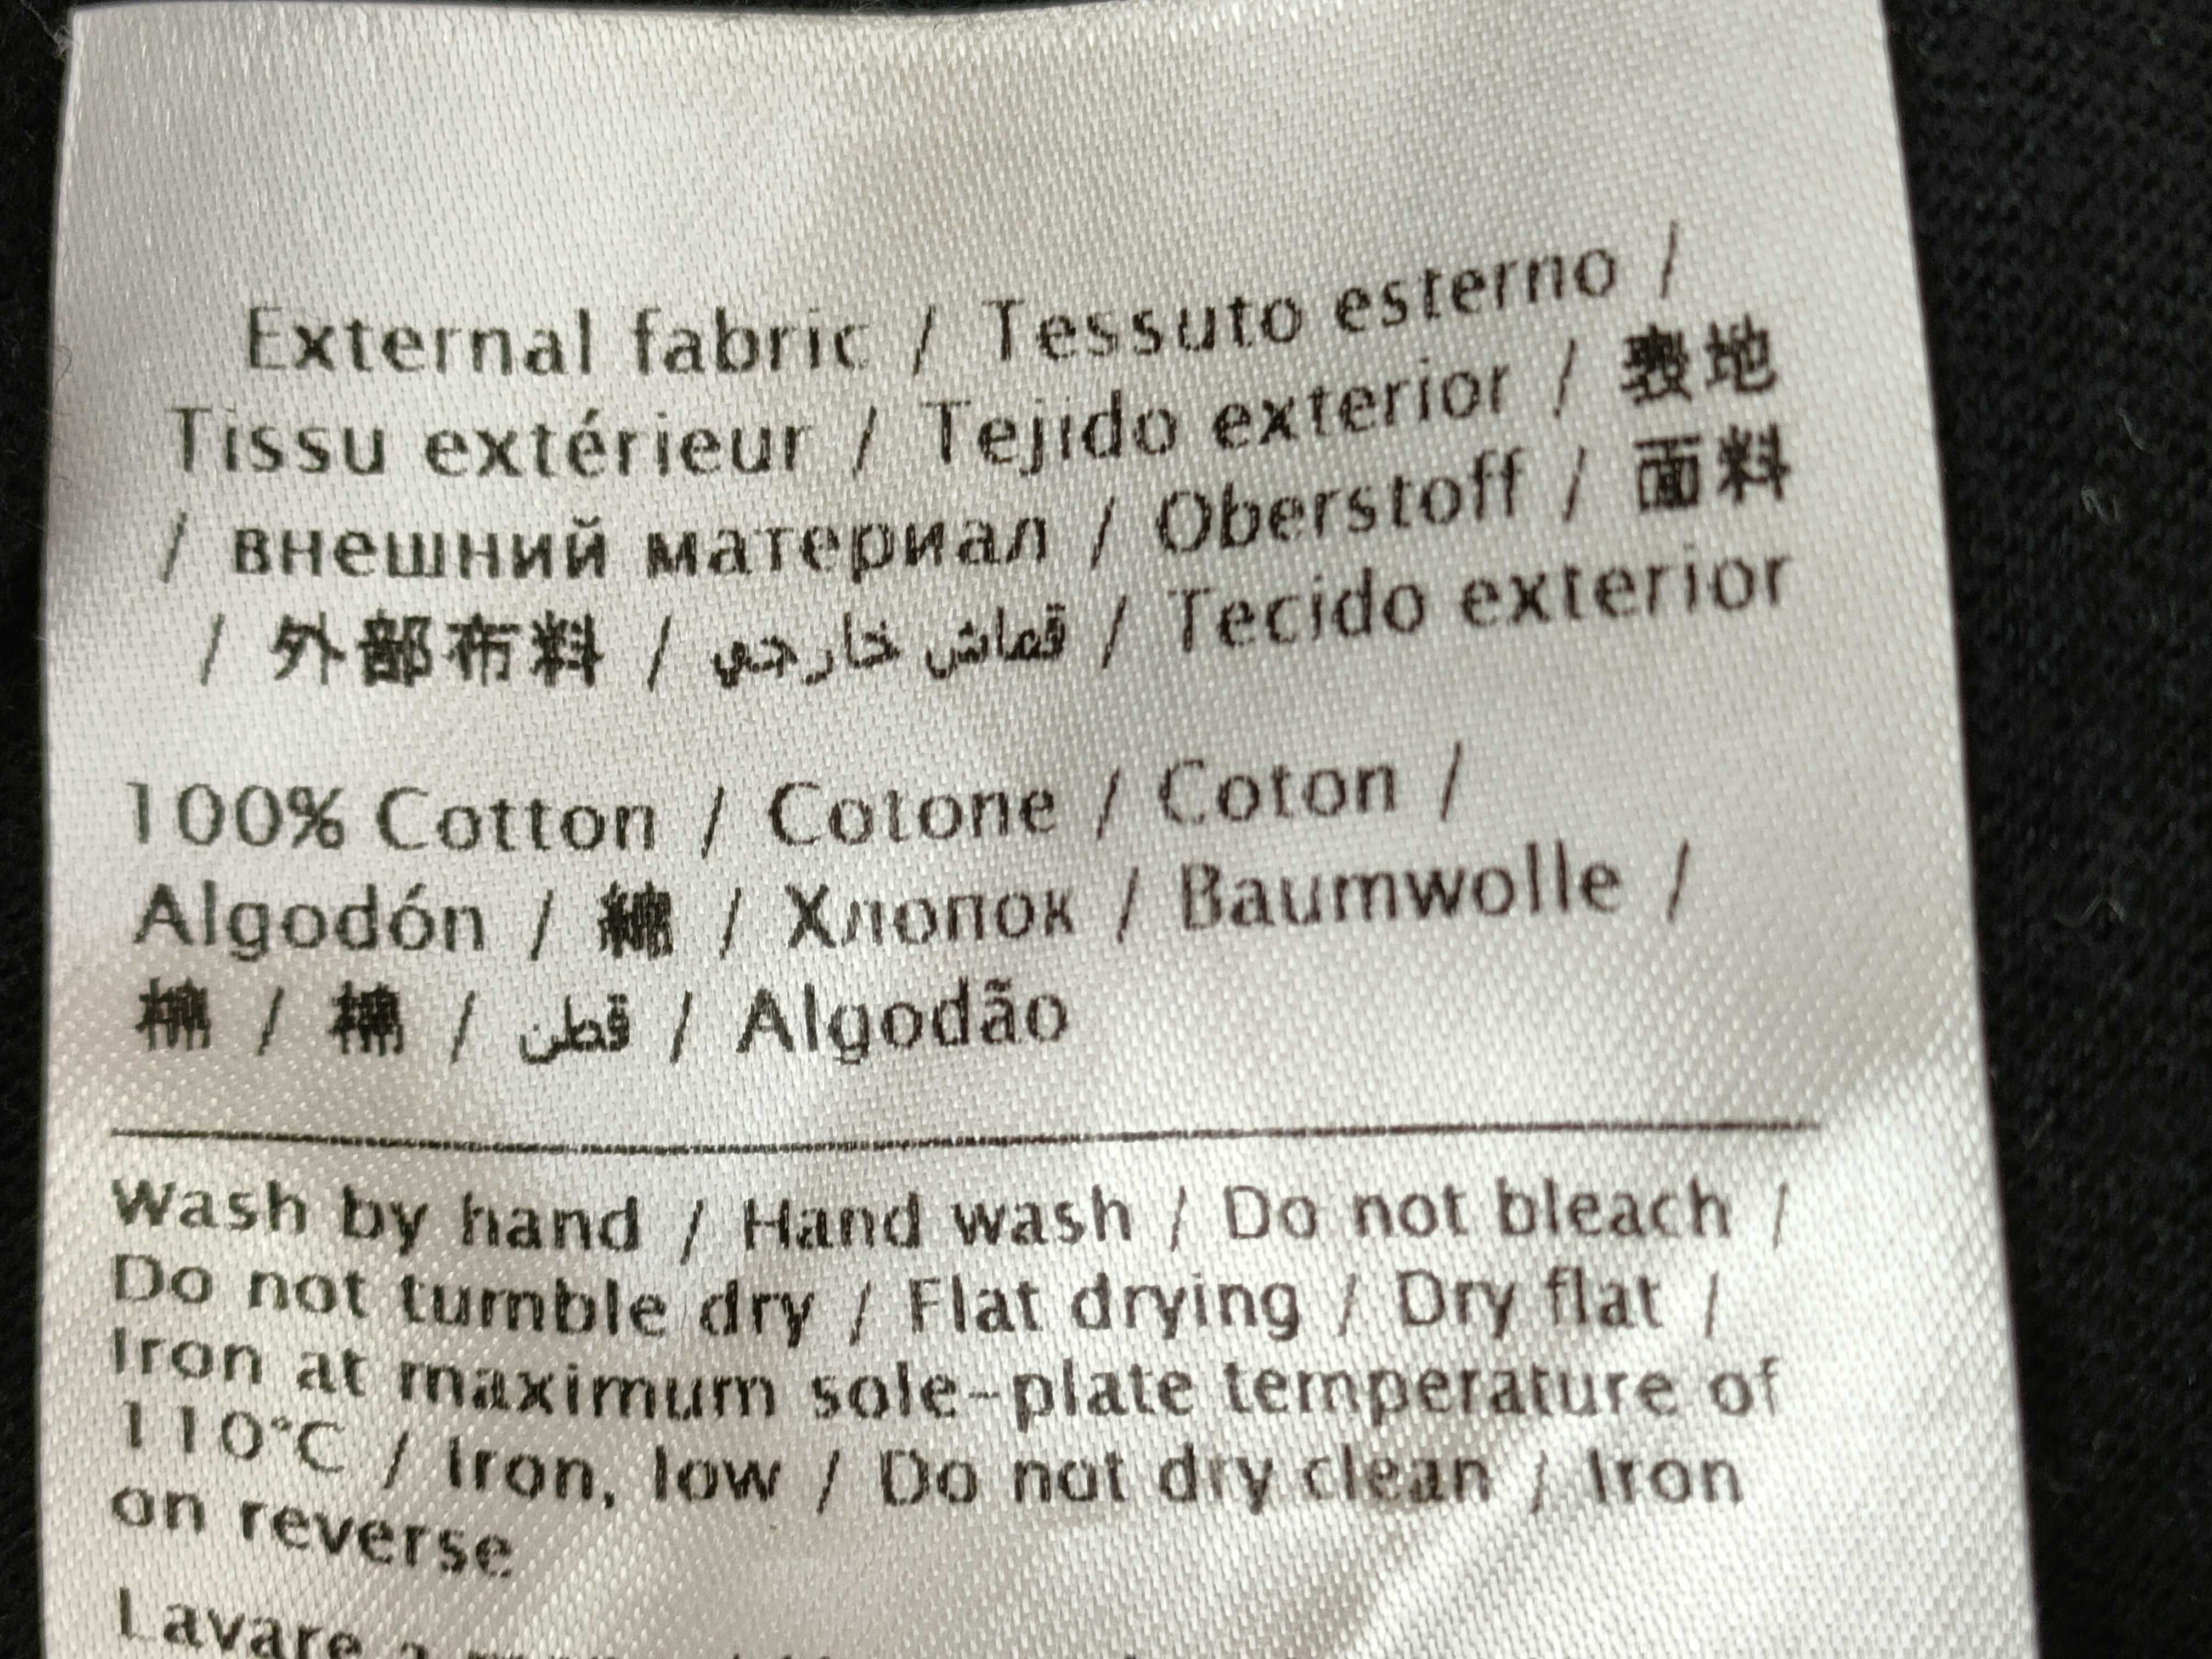 External fabric / Tessuto esterno /
Tissu extérieur / Tejido exterior / 表地
/ внешний материал / Oberstoff / 面料
/ 外部布料 / قماش خارجي / Tecido exterior
100% Cotton / Cotone / Coton /
Algodón / 綿 / Хлопок / Baumwolle /
棉 / 棉 / قطن / Algodão
Wash by hand / Hand wash / Do not bleach /
Do not tumble dry / Flat drying / Dry flat /
Iron at maximum sole-plate temperature of
110°C / Iron, low / Do not dry clean / Iron
on reverse
Lavare a